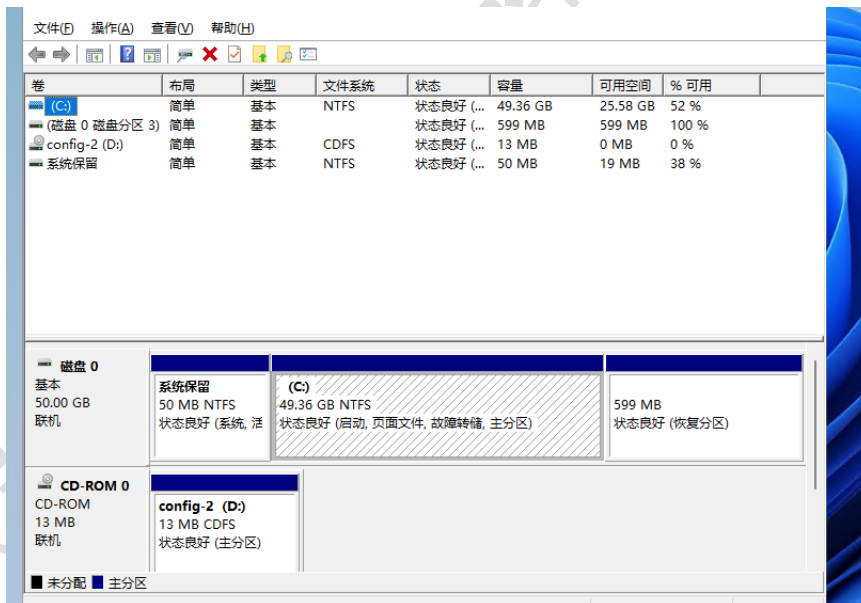 文件(F) 操作(A) 查看(V) 帮助(H)
卷 布局 类型 文件系统 状态 容量 可用空间 % 可用
(C:) 简单 基本 NTFS 状态良好 (... 49.36 GB 25.58 GB 52 %
(磁盘 0 磁盘分区 3) 简单 基本 状态良好 (... 599 MB 599 MB 100 %
config-2 (D:) 简单 基本 CDFS 状态良好 (... 13 MB 0 MB 0 %
系统保留 简单 基本 NTFS 状态良好 (... 50 MB 19 MB 38 %
磁盘 0
基本
50.00 GB
联机
系统保留
50 MB NTFS
状态良好 (系统, 活
(C:)
49.36 GB NTFS
状态良好 (启动, 页面文件, 故障转储, 主分区)
599 MB
状态良好 (恢复分区)
CD-ROM 0
CD-ROM
13 MB
联机
config-2 (D:)
13 MB CDFS
状态良好 (主分区)
未分配 主分区